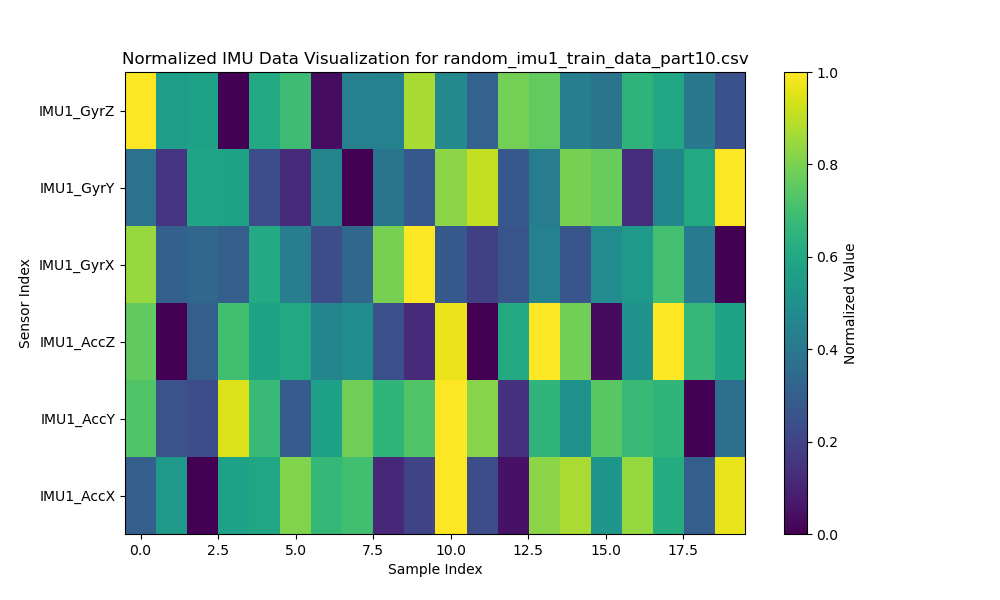 Normalized IMU Data Visualization for random_imu1_train_data_part10.csv
Sensor Index
IMU1_GyrZ
IMU1_GyrY
IMU1_GyrX
IMU1_AccZ
IMU1_AccY
IMU1_AccX
0.0 2.5 5.0 7.5 10.0 12.5 15.0 17.5
Sample Index
1.0
0.8
0.6
0.4
0.2
0.0
Normalized Value